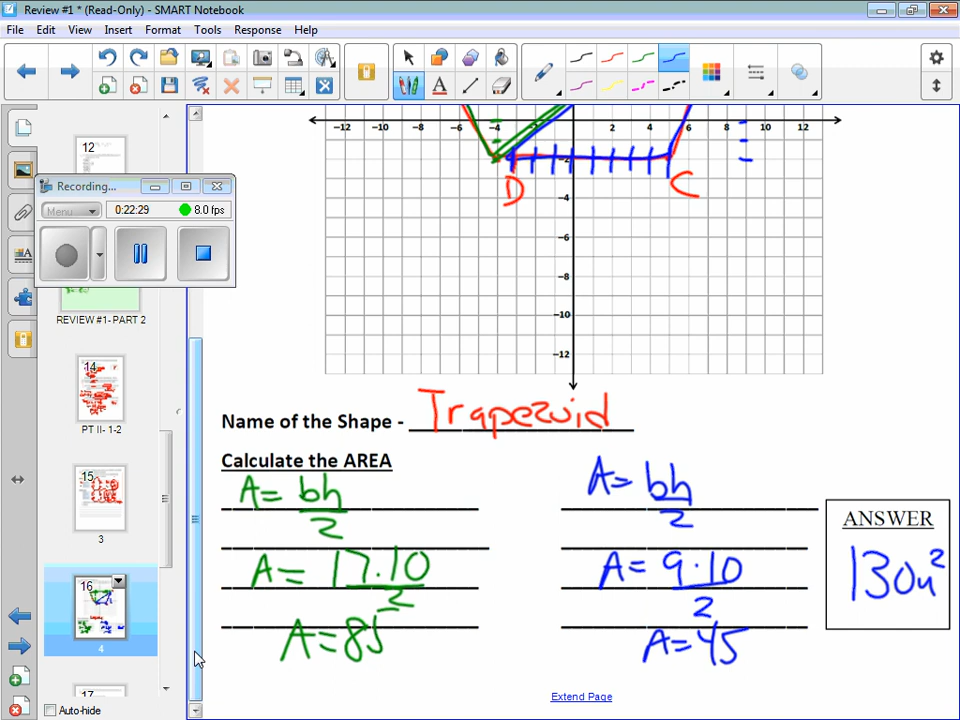 Review #1 * (Read-Only) - SMART Notebook
File Edit View Insert Format Tools Response Help
12
Recording...
Menu 0:22:29 8.0 fps
REVIEW #1- PART 2
14
PT II- 1-2
15
3
16
4
17
Auto-hide
-12 -10 -8 -6 -4 -2 2 4 6 8 10 12
-2
D C
-4
-6
-8
-10
-12
Name of the Shape - Trapezoid
Calculate the AREA
A = bh/2 A = bh/2
ANSWER
A = 17.10/2 A = 9.10/2
130u²
A = 85 A = 45
Extend Page